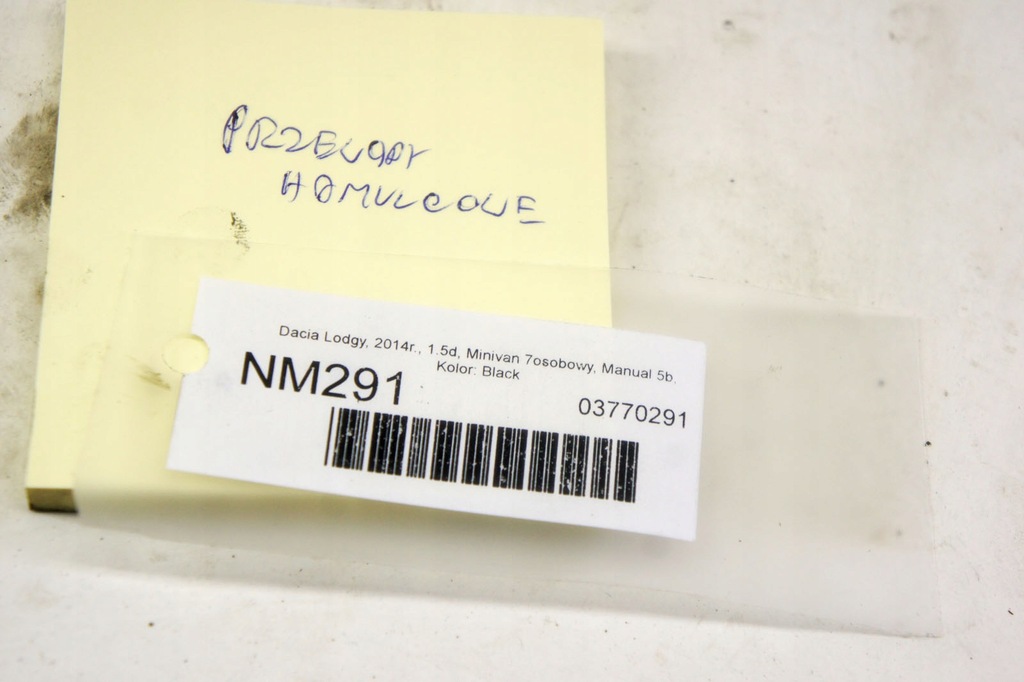 PRZEWODY
HAMULCOWE
Dacia Lodgy, 2014r., 1.5d, Minivan 7osobowy, Manual 5b,
Kolor: Black
NM291
03770291